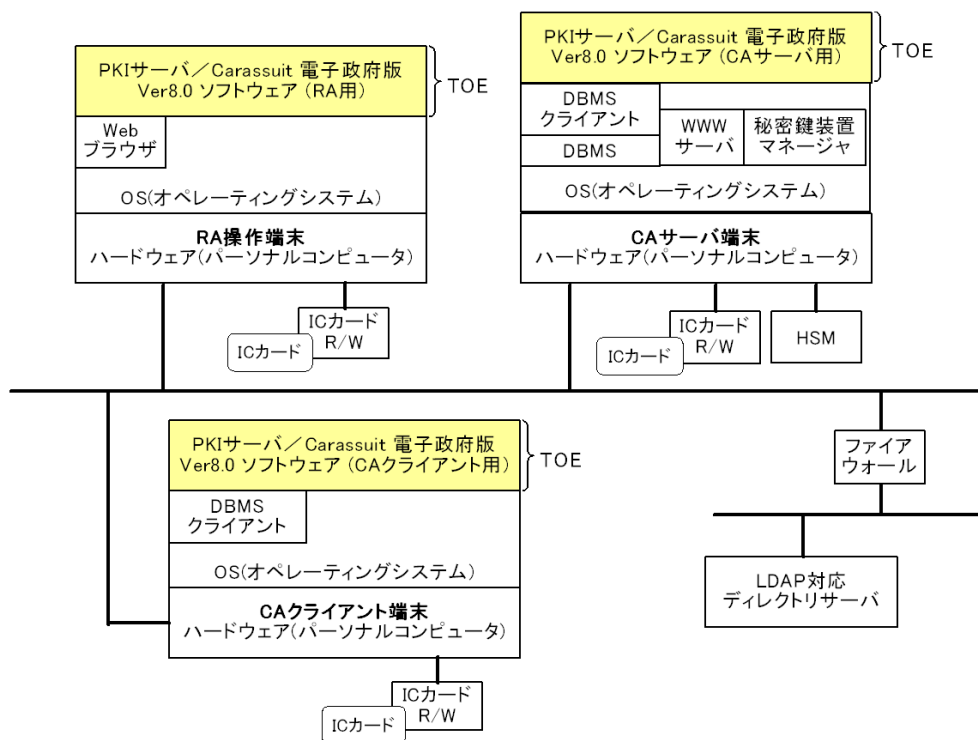 PKIサーバ／Carassuit 電子政府版
Ver8.0 ソフトウェア (RA用)
TOE
Web
ブラウザ
OS(オペレーティングシステム)
RA操作端末
ハードウェア(パーソナルコンピュータ)
ICカード
R/W
ICカード
PKIサーバ／Carassuit 電子政府版
Ver8.0 ソフトウェア (CAサーバ用)
TOE
DBMS
クライアント
DBMS
WWW
サーバ
秘密鍵装置
マネージャ
OS(オペレーティングシステム)
CAサーバ端末
ハードウェア(パーソナルコンピュータ)
ICカード
R/W
ICカード
HSM
PKIサーバ／Carassuit 電子政府版
Ver8.0 ソフトウェア (CAクライアント用)
TOE
DBMS
クライアント
OS(オペレーティングシステム)
CAクライアント端末
ハードウェア(パーソナルコンピュータ)
ICカード
R/W
ICカード
ファイア
ウォール
LDAP対応
ディレクトリサーバ